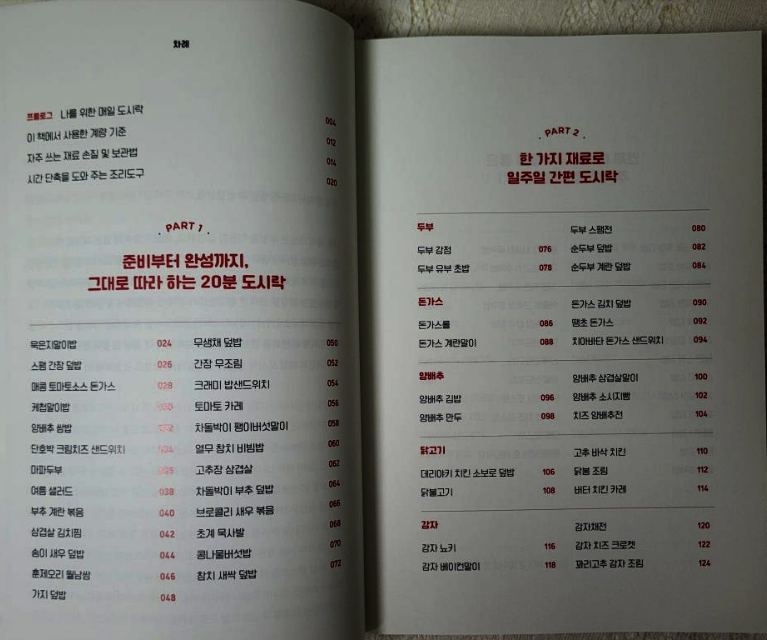 차례
프롤로그 나를 위한 매일 도시락 004
이 책에서 사용한 계량 기준 012
자주 쓰는 재료 손질 및 보관법 014
시간 단축을 도와 주는 조리도구 020
PART 1
준비부터 완성까지,
그대로 따라 하는 20분 도시락
묵은지말이밥 024
스팸 간장 덮밥 026
매콤 토마토소스 돈가스 028
케첩말이밥 030
양배추 쌈밥 032
단호박 크림치즈 샌드위치 034
마파두부 036
여름 샐러드 038
부추 계란 볶음 040
삼겹살 김치찜 042
송이 새우 덮밥 044
훈제오리 월남쌈 046
가지 덮밥 048
무생채 덮밥 050
간장 무조림 052
크래미 밥샌드위치 054
토마토 카레 056
차돌박이 팽이버섯말이 058
열무 참치 비빔밥 060
고추장 삼겹살 062
차돌박이 부추 덮밥 064
브로콜리 새우 볶음 066
초계 묵사발 068
콩나물버섯밥 070
참치 새싹 덮밥 072
PART 2
한 가지 재료로
일주일 간편 도시락
두부
두부 강정 076
두부 유부 초밥 078
두부 스팸전 080
순두부 덮밥 082
순두부 계란 덮밥 084
돈가스
돈가스롤 086
돈가스 계란말이 088
돈가스 김치 덮밥 090
땡초 돈가스 092
치아바타 돈가스 샌드위치 094
양배추
양배추 김밥 096
양배추 만두 098
양배추 삼겹살말이 100
양배추 소시지빵 102
치즈 양배추전 104
닭고기
데리야키 치킨 소보로 덮밥 106
닭불고기 108
고추 바삭 치킨 110
닭봉 조림 112
버터 치킨 카레 114
감자
감자 뇨키 116
감자 베이컨말이 118
감자채전 120
감자 치즈 크로켓 122
꽈리고추 감자 조림 124